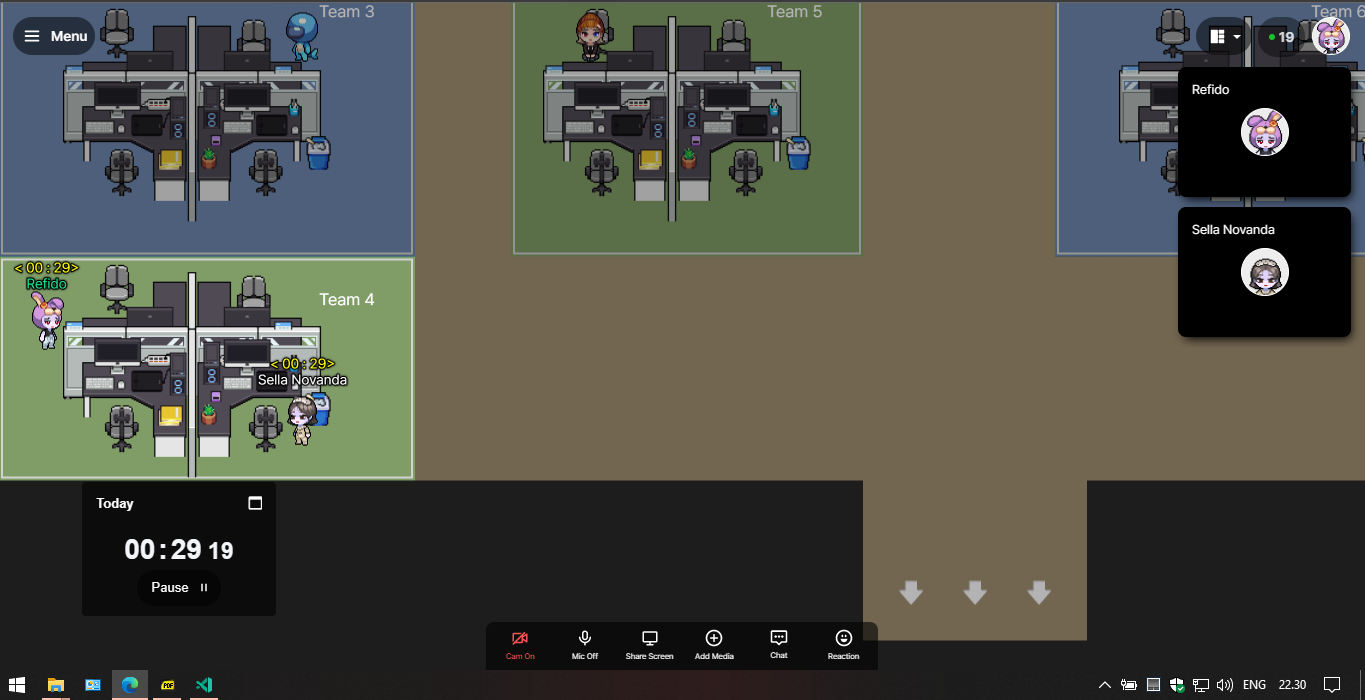 Team 3
Team 5
Team 6
Menu
19
Refido
Sella Novanda
< 00 : 29>
Refido
Team 4
< 00 : 29>
Sella Novanda
Today
00:29 19
Pause
Cam On
Mic Off
Share Screen
Add Media
Chat
Reaction
PDF
ENG
22.30